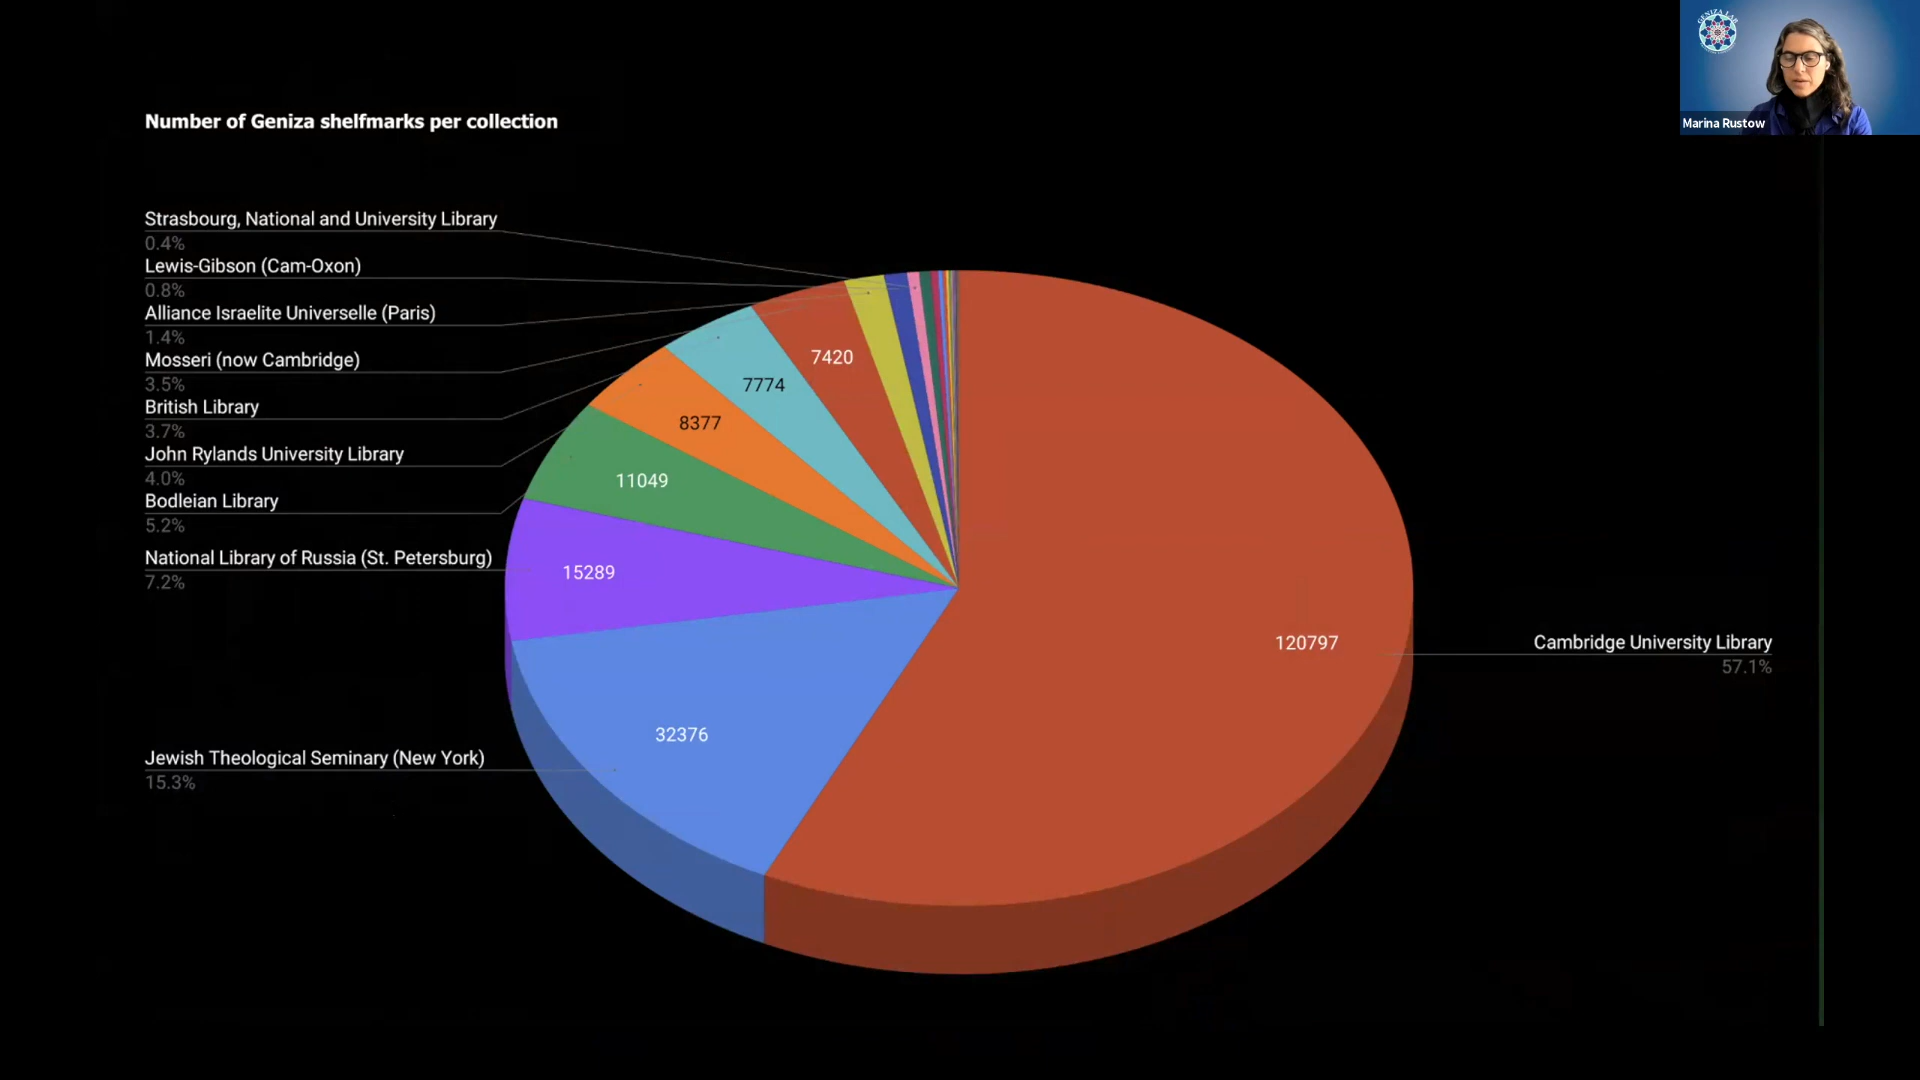 GENIZA LAB
Marina Rustow
Number of Geniza shelfmarks per collection
Strasbourg, National and University Library
0.4%
Lewis-Gibson (Cam-Oxon)
0.8%
Alliance Israelite Universelle (Paris)
1.4%
Mosseri (now Cambridge)
3.5%
British Library
3.7%
John Rylands University Library
4.0%
Bodleian Library
5.2%
National Library of Russia (St. Petersburg)
7.2%
Jewish Theological Seminary (New York)
15.3%
7420
7774
8377
11049
15289
32376
120797
Cambridge University Library
57.1%